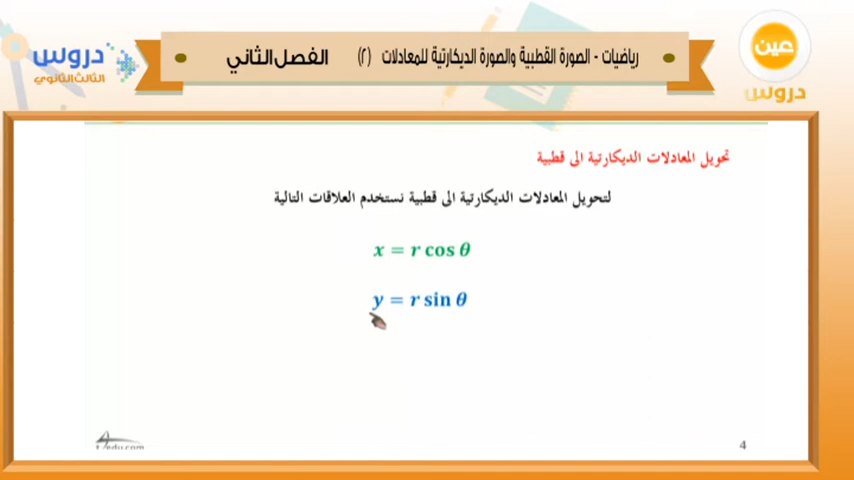 دروس
الثالث الثانوي
رياضيات - الصورة القطبية والصورة الديكارتية للمعادلات (٢) الفصل الثاني
عين
دروس
تحويل المعادلات الديكارتية الى قطبية
لتحويل المعادلات الديكارتية الى قطبية نستخدم العلاقات التالية
x = r cos θ
y = r sin θ
4